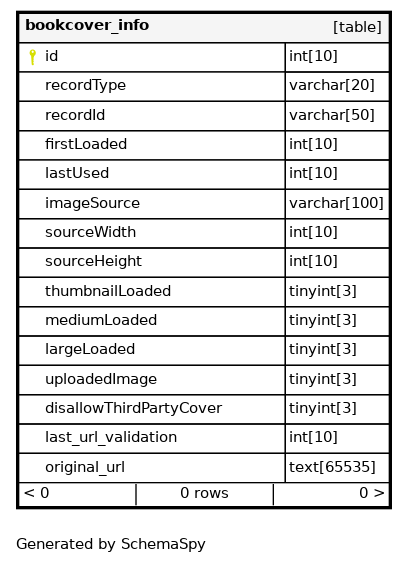 bookcover_info [table]
id int[10]
recordType varchar[20]
recordId varchar[50]
firstLoaded int[10]
lastUsed int[10]
imageSource varchar[100]
sourceWidth int[10]
sourceHeight int[10]
thumbnailLoaded tinyint[3]
mediumLoaded tinyint[3]
largeLoaded tinyint[3]
uploadedImage tinyint[3]
disallowThirdPartyCover tinyint[3]
last_url_validation int[10]
original_url text[65535]
< 0 0 rows 0 >
Generated by SchemaSpy